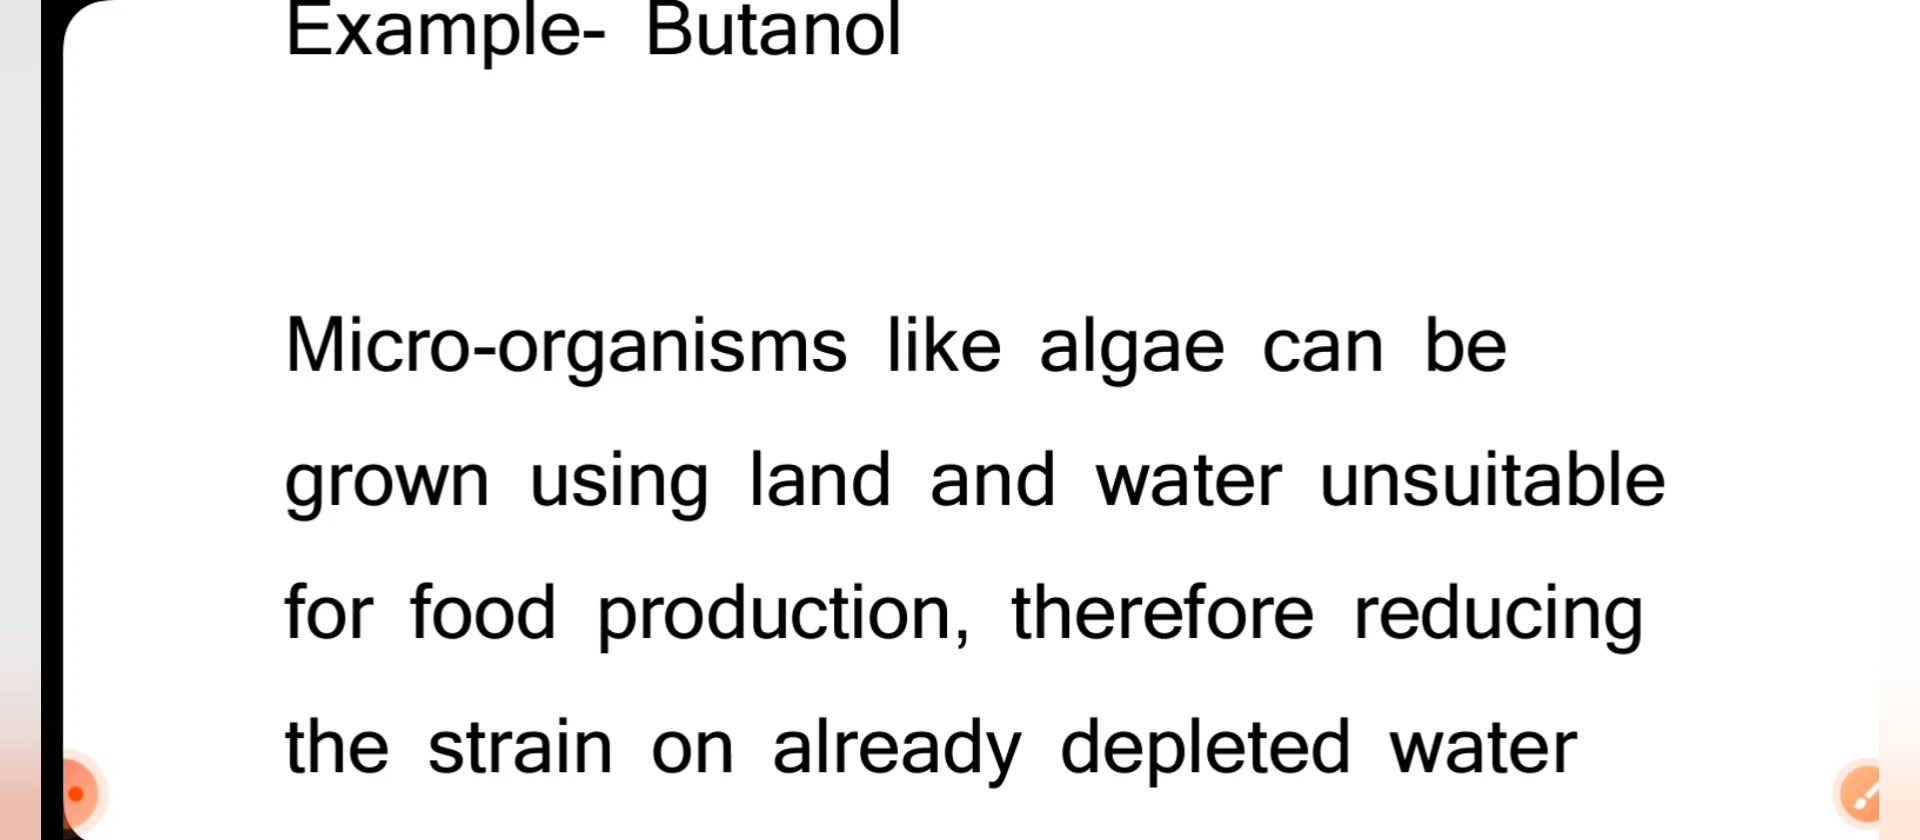 Example- Butanol
Micro-organisms like algae can be
grown using land and water unsuitable
for food production, therefore reducing
the strain on already depleted water